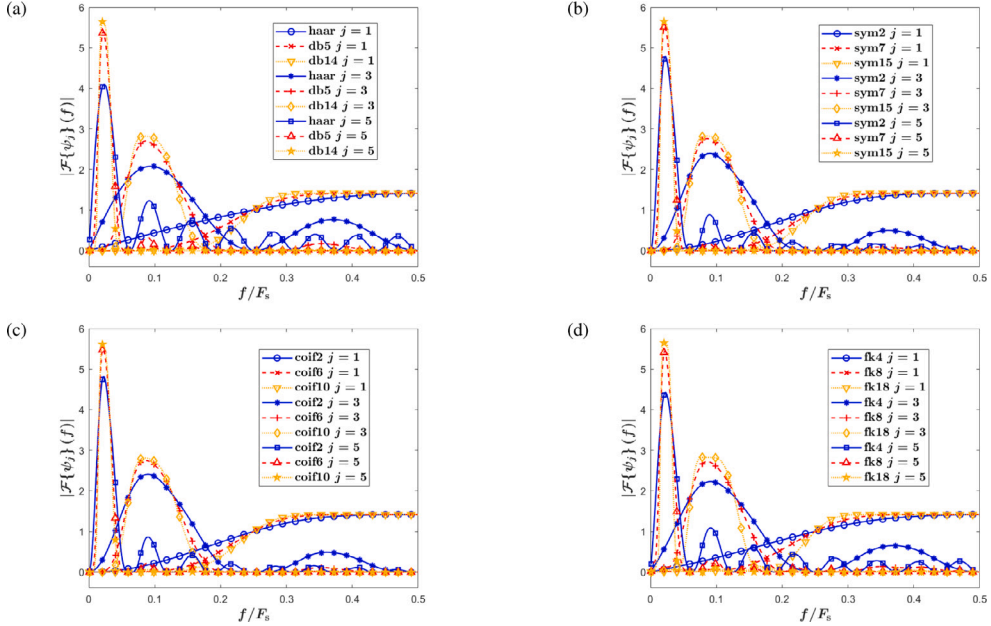 (a)
|𝓕{ψj} (f)|
6
5
4
3
2
1
0
haar j = 1
db5 j = 1
db14 j = 1
haar j = 3
db5 j = 3
db14 j = 3
haar j = 5
db5 j = 5
db14 j = 5
0 0.1 0.2 0.3 0.4 0.5
f/Fs
(b)
|𝓕{ψj} (f)|
6
5
4
3
2
1
0
sym2 j = 1
sym7 j = 1
sym15 j = 1
sym2 j = 3
sym7 j = 3
sym15 j = 3
sym2 j = 5
sym7 j = 5
sym15 j = 5
0 0.1 0.2 0.3 0.4 0.5
f/Fs
(c)
|𝓕{ψj} (f)|
6
5
4
3
2
1
0
coif2 j = 1
coif6 j = 1
coif10 j = 1
coif2 j = 3
coif6 j = 3
coif10 j = 3
coif2 j = 5
coif6 j = 5
coif10 j = 5
0 0.1 0.2 0.3 0.4 0.5
f/Fs
(d)
|𝓕{ψj} (f)|
6
5
4
3
2
1
0
fk4 j = 1
fk8 j = 1
fk18 j = 1
fk4 j = 3
fk8 j = 3
fk18 j = 3
fk4 j = 5
fk8 j = 5
fk18 j = 5
0 0.1 0.2 0.3 0.4 0.5
f/Fs